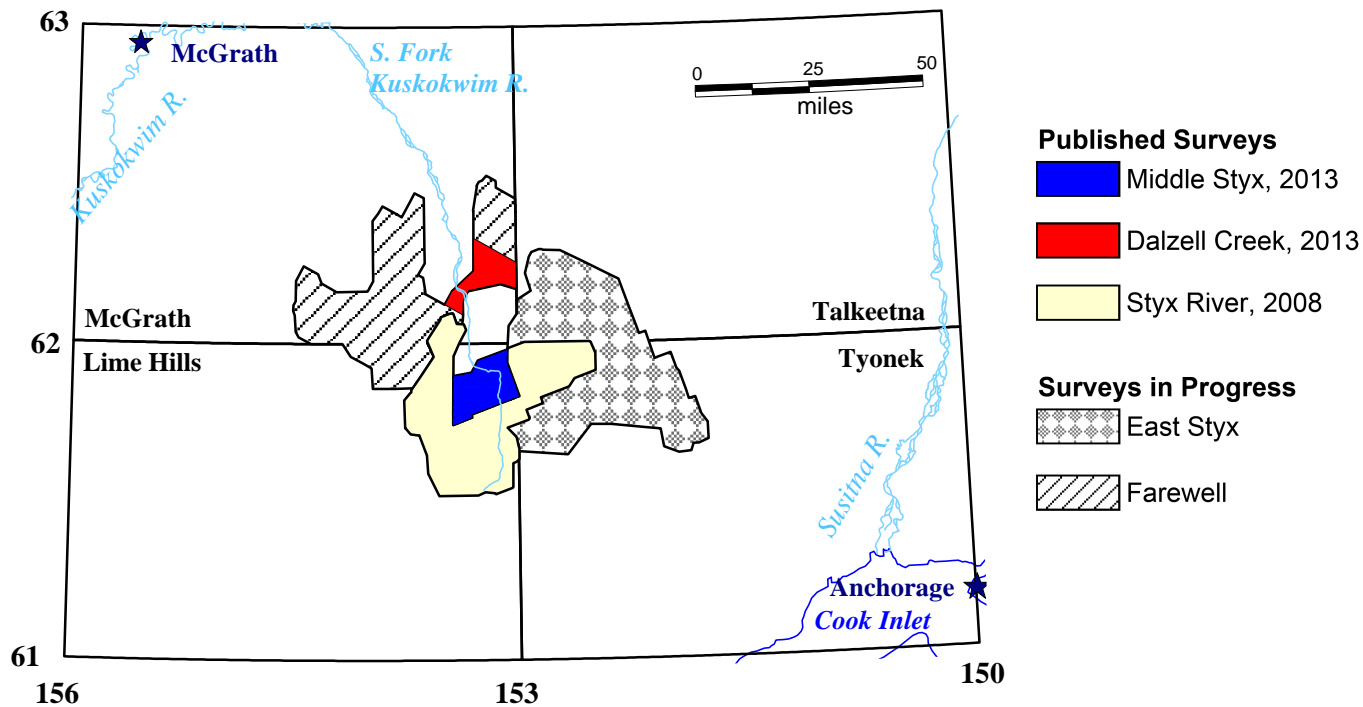 63
McGrath
S. Fork
Kuskokwim R.
0 25 50
miles
Kuskokwim R.
McGrath
Talkeetna
62
Lime Hills
Tyonek
Susitna R.
Anchorage
Cook Inlet
61
156
153
150
Published Surveys
Middle Styx, 2013
Dalzell Creek, 2013
Styx River, 2008
Surveys in Progress
East Styx
Farewell